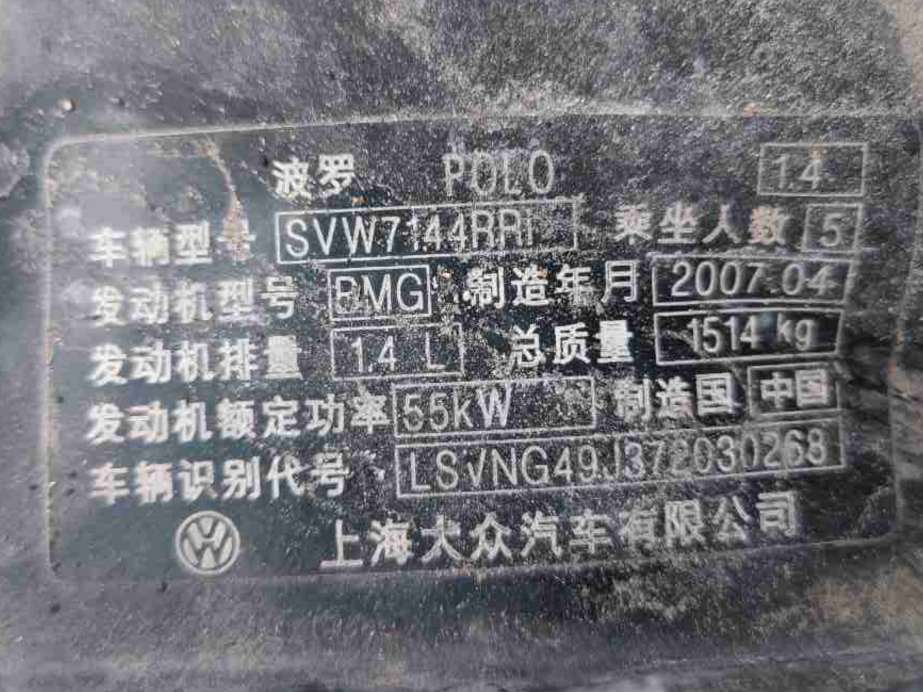 波罗 POLO 1.4
车辆型号 SVW7144RRi 乘坐人数 5
发动机型号 BMG 制造年月 2007.04
发动机排量 1.4 L 总质量 1514 kg
发动机额定功率 55kW 制造国 中国
车辆识别代号 LSVNG49J372030268
上海大众汽车有限公司